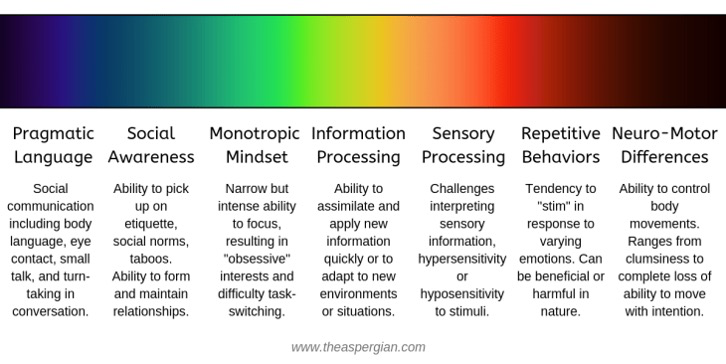 Pragmatic
Language
Social
communication
including body
language, eye
contact, small
talk, and turn-
taking in
conversation.
Social
Awareness
Ability to pick
up on
etiquette,
social norms,
taboos.
Ability to form
and maintain
relationships.
Monotropic
Mindset
Narrow but
intense ability
to focus,
resulting in
"obsessive"
interests and
difficulty task-
switching.
Information
Processing
Ability to
assimilate and
apply new
information
quickly or to
adapt to new
environments
or situations.
Sensory
Processing
Challenges
interpreting
sensory
information,
hypersensitivity
or
hyposensitivity
to stimuli.
Repetitive
Behaviors
Tendency to
"stim" in
response to
varying
emotions. Can
be beneficial or
harmful in
nature.
Neuro-Motor
Differences
Ability to control
body
movements.
Ranges from
clumsiness to
complete loss of
ability to move
with intention.
www.theaspergian.com